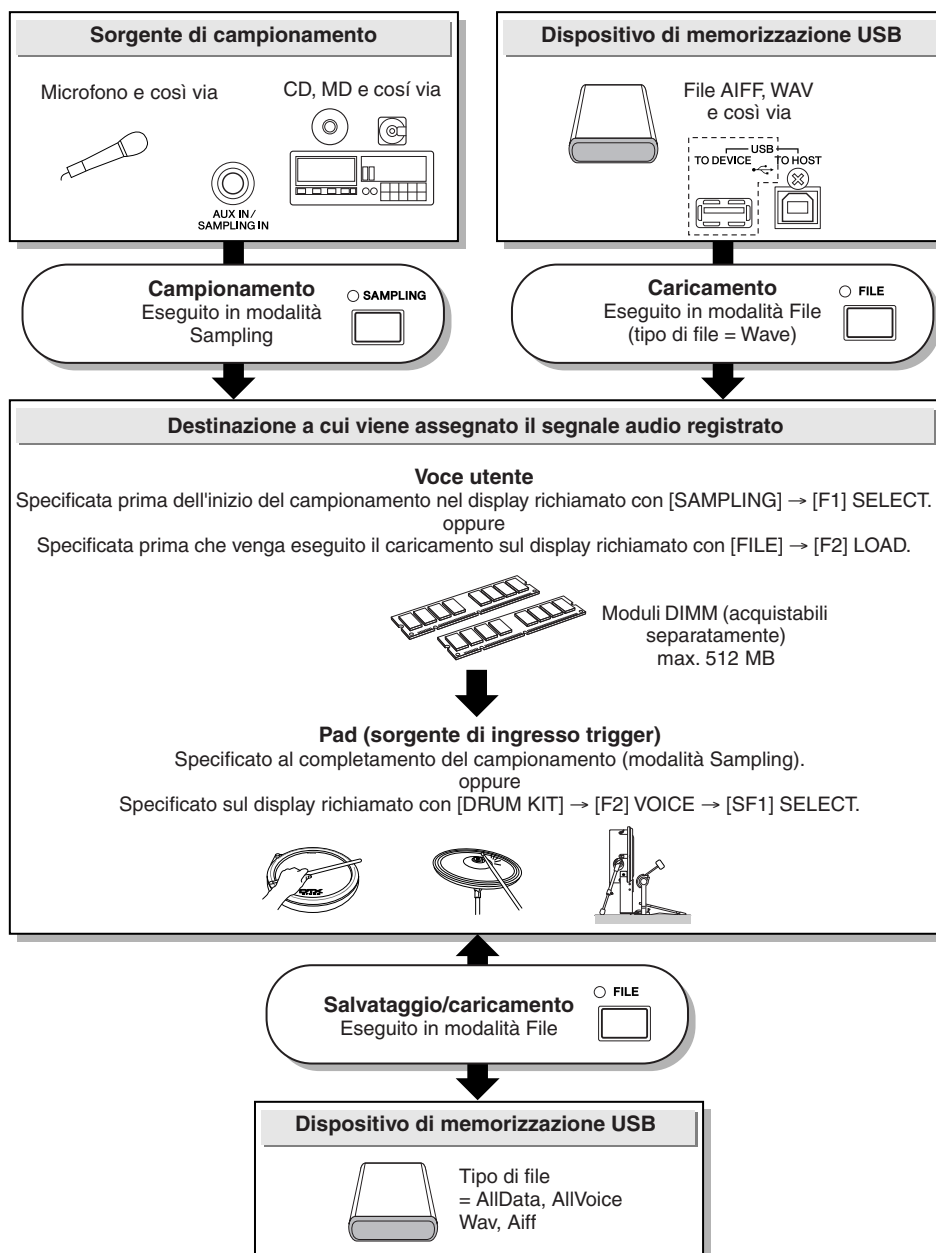 Sorgente di campionamento
Microfono e così via
CD, MD e cosí via
AUX IN /
SAMPLING IN
Dispositivo di memorizzazione USB
File AIFF, WAV
e così via
USB
TO DEVICE
TO HOST
Campionamento
Eseguito in modalità
Sampling
SAMPLING
Caricamento
Eseguito in modalità File
(tipo di file = Wave)
FILE
Destinazione a cui viene assegnato il segnale audio registrato
Voce utente
Specificata prima dell'inizio del campionamento nel display richiamato con [SAMPLING] → [F1] SELECT.
oppure
Specificata prima che venga eseguito il caricamento sul display richiamato con [FILE] → [F2] LOAD.
Moduli DIMM (acquistabili
separatamente)
max. 512 MB
Pad (sorgente di ingresso trigger)
Specificato al completamento del campionamento (modalità Sampling).
oppure
Specificato sul display richiamato con [DRUM KIT] → [F2] VOICE → [SF1] SELECT.
Salvataggio/caricamento
Eseguito in modalità File
FILE
Dispositivo di memorizzazione USB
Tipo di file
= AllData, AllVoice
Wav, Aiff